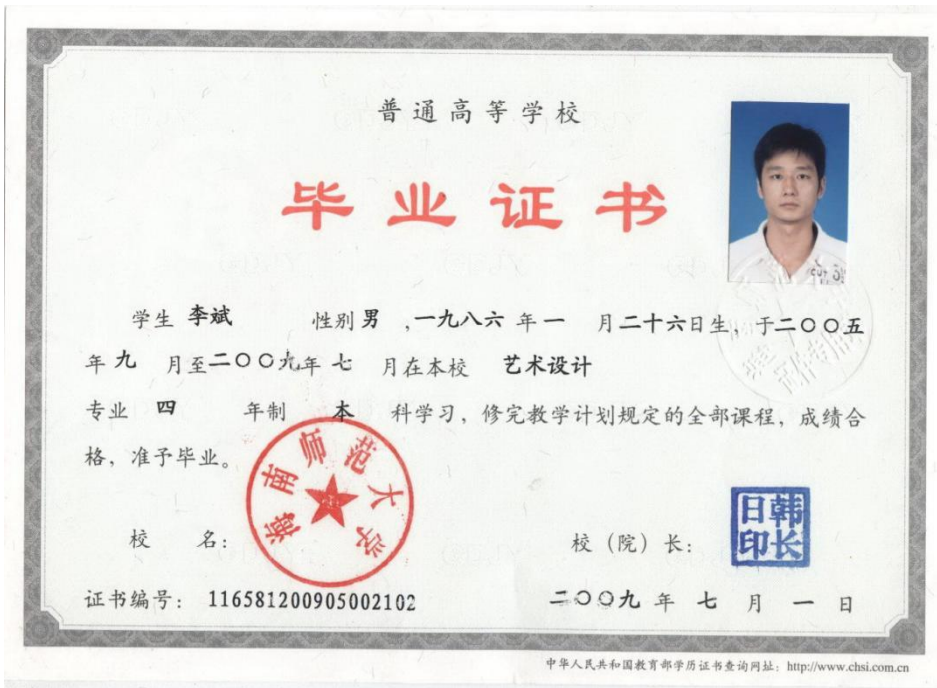 普通高等学校
毕业证书
学生 李斌 性别 男 ,一九八六 年 一 月 二十六日生, 于二〇〇五
年 九 月至二〇〇九年 七 月在本校 艺术设计
专业 四 年制 本 科学习, 修完教学计划规定的全部课程, 成绩合
格, 准予毕业。
海南师范大学
校 名:
校 (院) 长:
韩长日印
证书编号: 116581200905002102
二〇〇九 年 七 月 一 日
中华人民共和国教育部学历证书查询网址: http://www.chsi.com.cn